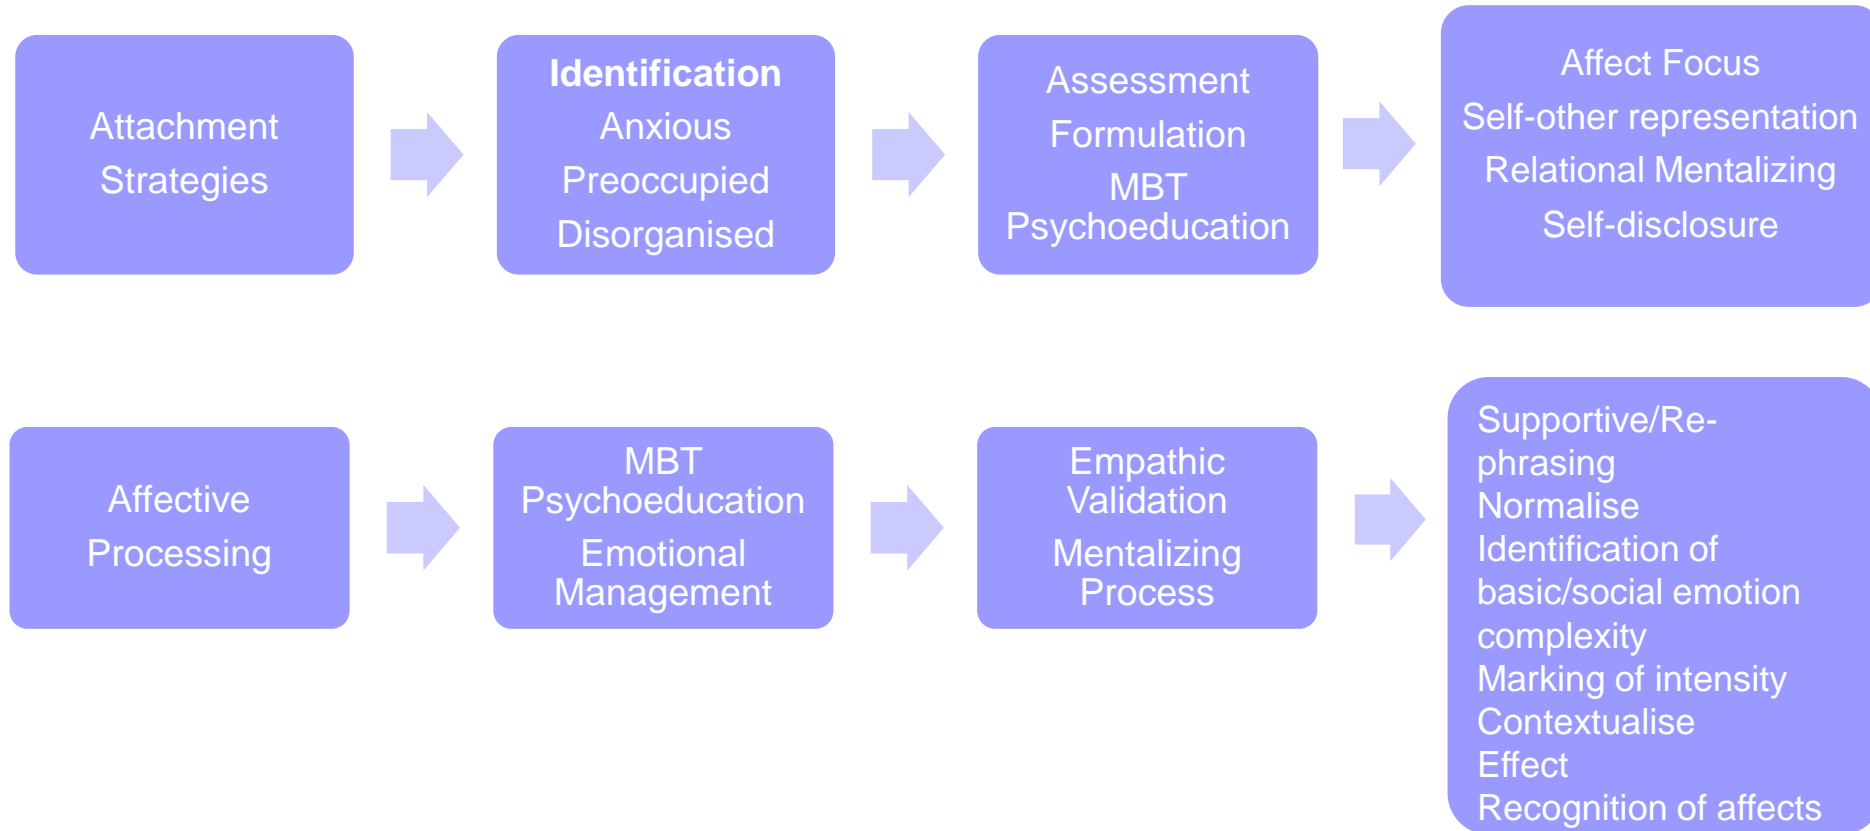 Attachment
Strategies
Identification
Anxious
Preoccupied
Disorganised
Assessment
Formulation
MBT
Psychoeducation
Affect Focus
Self-other representation
Relational Mentalizing
Self-disclosure
Affective
Processing
MBT
Psychoeducation
Emotional
Management
Empathic
Validation
Mentalizing
Process
Supportive/Re-
phrasing
Normalise
Identification of
basic/social emotion
complexity
Marking of intensity
Contextualise
Effect
Recognition of affects